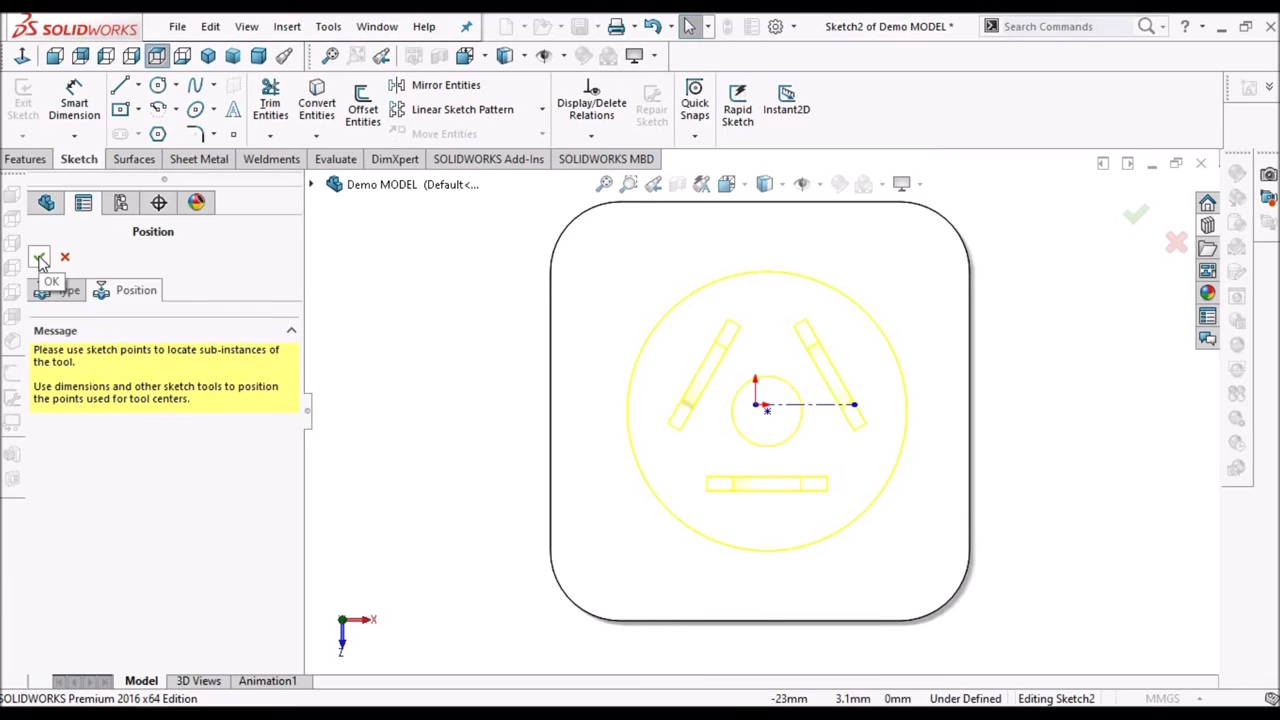 SOLIDWORKS File Edit View Insert Tools Window Help Sketch2 of Demo MODEL * Search Commands ?
Exit Sketch
Smart Dimension
Trim Entities
Convert Entities
Offset Entities
Mirror Entities
Linear Sketch Pattern
Move Entities
Display/Delete Relations
Repair Sketch
Quick Snaps
Rapid Sketch
Instant2D
Features Sketch Surfaces Sheet Metal Weldments Evaluate DimXpert SOLIDWORKS Add-Ins SOLIDWORKS MBD
Demo MODEL (Default<...
Position
OK
Position
Message
Please use sketch points to locate sub-instances of
the tool.
Use dimensions and other sketch tools to position
the points used for tool centers.
X
Z
Model 3D Views Animation1
SOLIDWORKS Premium 2016 x64 Edition -23mm 3.1mm 0mm Under Defined Editing Sketch2 MMGS